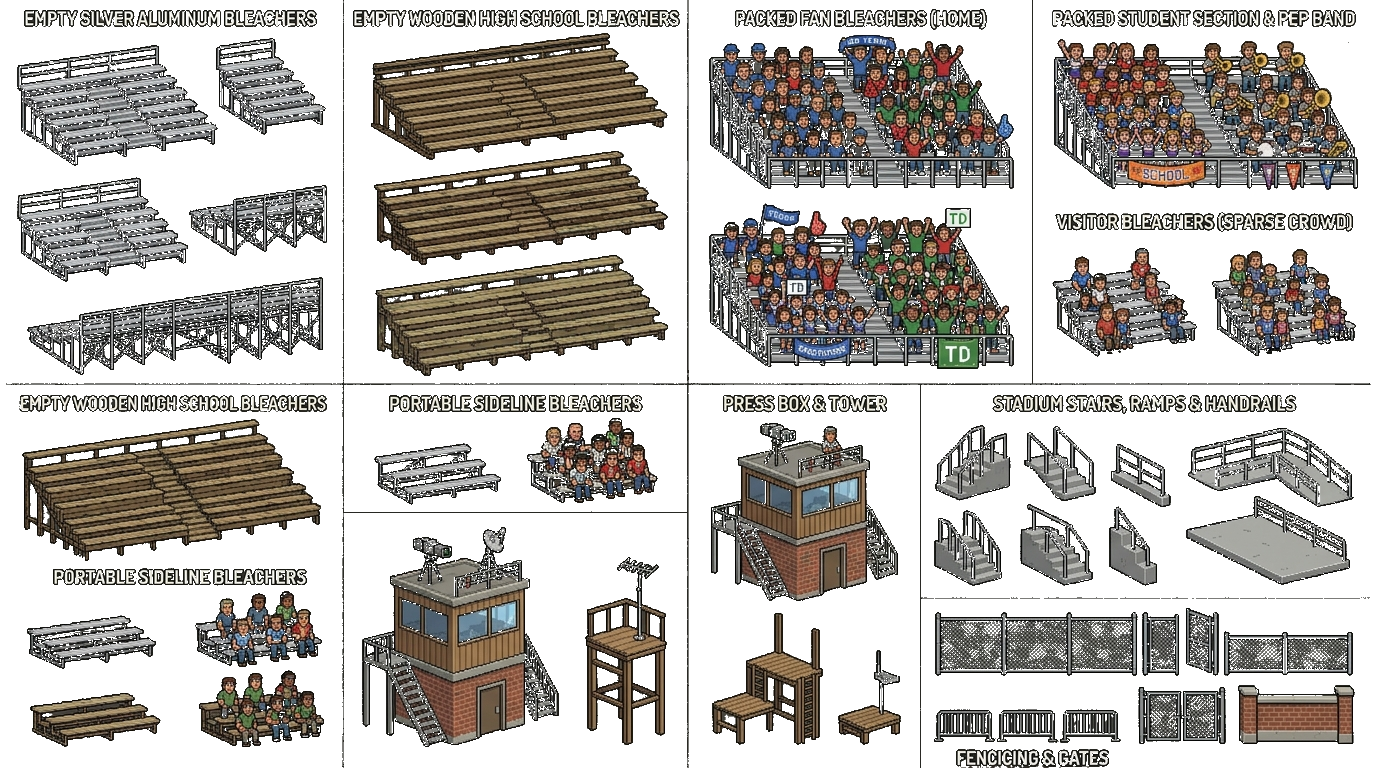 EMPTY SILVER ALUMINUM BLEACHERS
EMPTY WOODEN HIGH SCHOOL BLEACHERS
PACKED FAN BLEACHERS (HOME)
PACKED STUDENT SECTION & PEP BAND
SCHOOL
TD
TD
TD
VISITOR BLEACHERS (SPARSE CROWD)
EMPTY WOODEN HIGH SCHOOL BLEACHERS
PORTABLE SIDELINE BLEACHERS
PRESS BOX & TOWER
STADIUM STAIRS, RAMPS & HANDRAILS
PORTABLE SIDELINE BLEACHERS
FENCICING & GATES